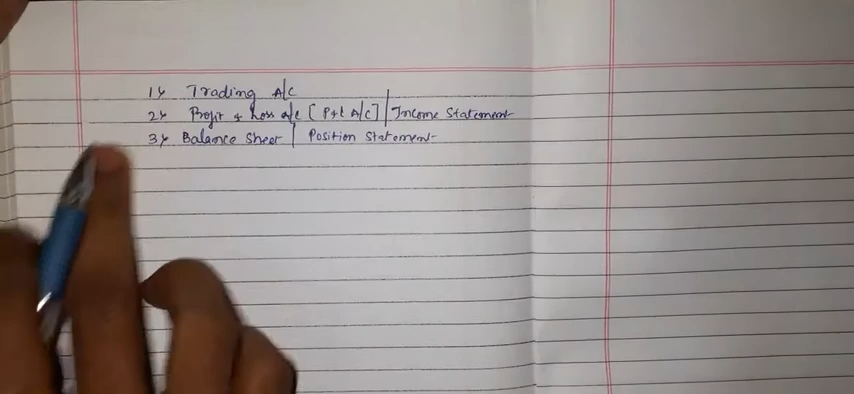 1) Trading A/c
2) Profit & Loss a/c [P+L A/C] | Income Statement
3) Balance Sheet | Position Statement